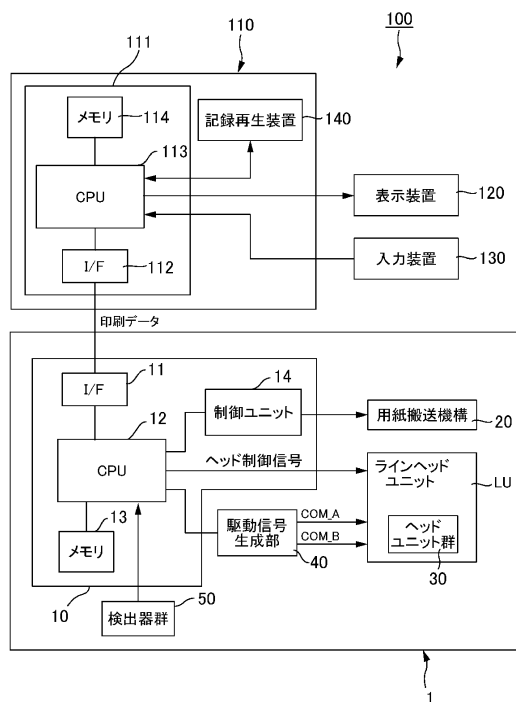 100
110
111
メモリ
114
記録再生装置
140
113
CPU
表示装置
120
I/F
112
入力装置
130
印刷データ
11
I/F
14
制御ユニット
用紙搬送機構
20
12
CPU
ヘッド制御信号
ラインヘッド
ユニット
LU
13
メモリ
駆動信号
生成部
40
COM_A
COM_B
ヘッド
ユニット群
30
10
検出器群
50
1